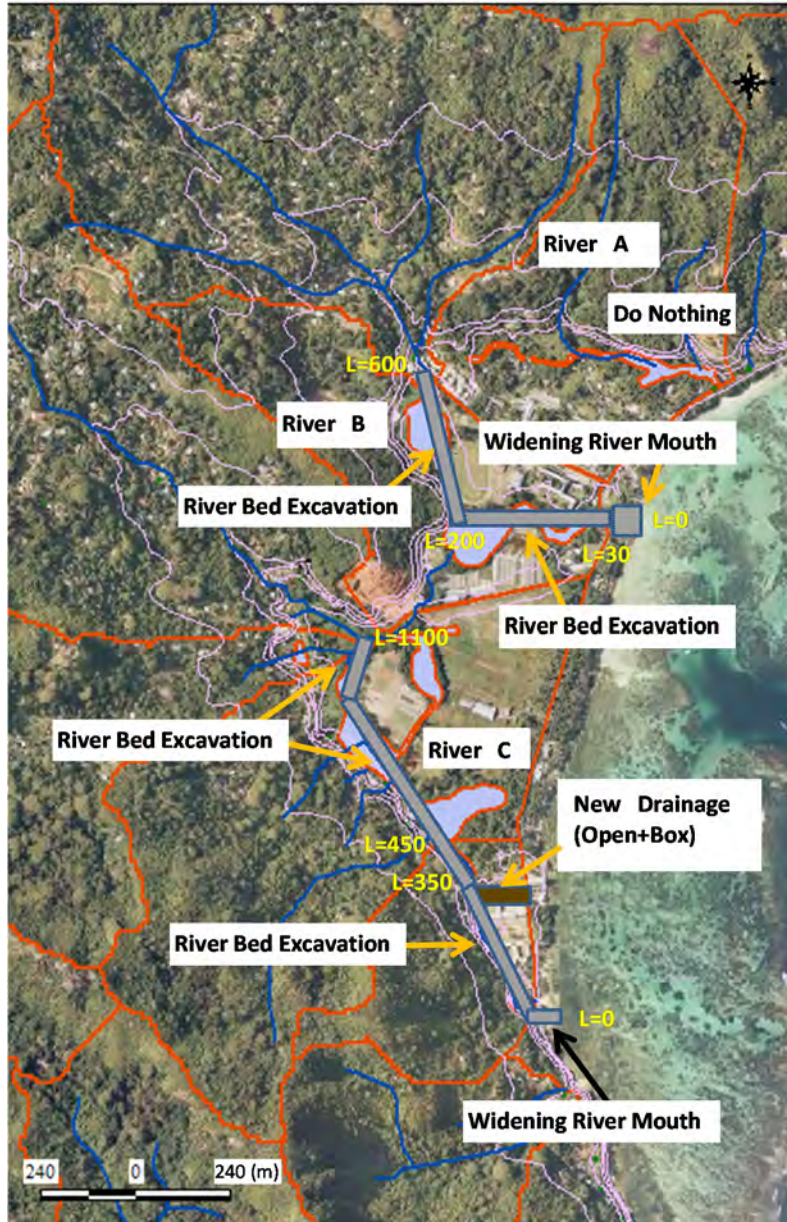 River A
Do Nothing
L=600
River B
Widening River Mouth
River Bed Excavation
L=0
L=200
L=30
River Bed Excavation
L=1100
River Bed Excavation
River C
New Drainage
(Open+Box)
L=450
L=350
River Bed Excavation
L=0
Widening River Mouth
240 0 240 (m)